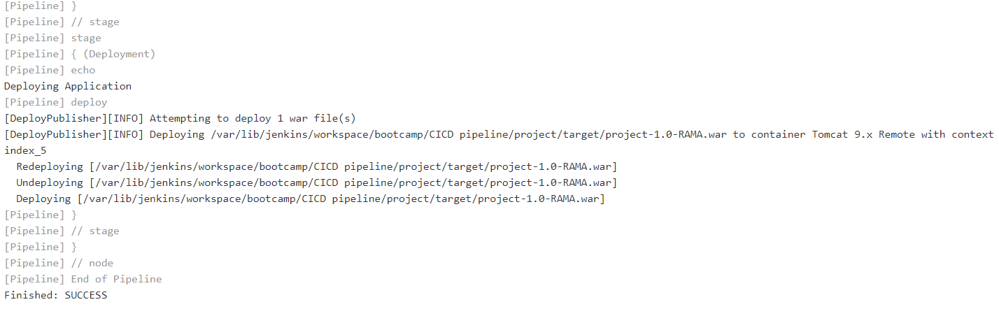 [Pipeline] }
[Pipeline] // stage
[Pipeline] stage
[Pipeline] { (Deployment)
[Pipeline] echo
Deploying Application
[Pipeline] deploy
[DeployPublisher][INFO] Attempting to deploy 1 war file(s)
[DeployPublisher][INFO] Deploying /var/lib/jenkins/workspace/bootcamp/CICD pipeline/project/target/project-1.0-RAMA.war to container Tomcat 9.x Remote with context
index_5
  Redeploying [/var/lib/jenkins/workspace/bootcamp/CICD pipeline/project/target/project-1.0-RAMA.war]
  Undeploying [/var/lib/jenkins/workspace/bootcamp/CICD pipeline/project/target/project-1.0-RAMA.war]
  Deploying [/var/lib/jenkins/workspace/bootcamp/CICD pipeline/project/target/project-1.0-RAMA.war]
[Pipeline] }
[Pipeline] // stage
[Pipeline] }
[Pipeline] // node
[Pipeline] End of Pipeline
Finished: SUCCESS